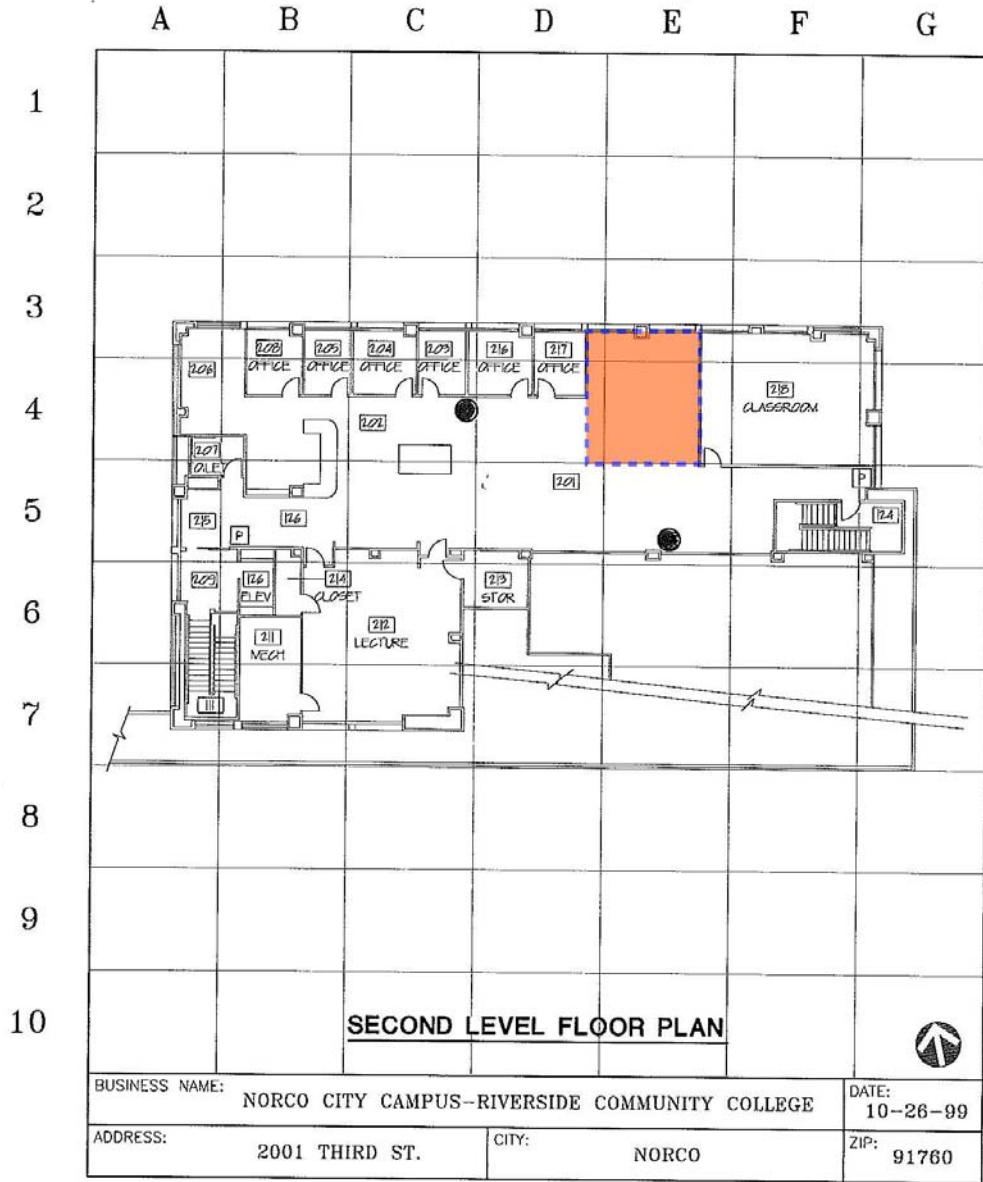 A B C D E F G
1
2
3
4
5
6
7
8
9
10
208 OFFICE
205 OFFICE
204 OFFICE
203 OFFICE
216 OFFICE
217 OFFICE
206
218 CLASSROOM
202
207
201
215
126
P
P
124
209
126 ELEV
214 CLOSET
213 STOR
211 MECH
212 LECTURE
SECOND LEVEL FLOOR PLAN
BUSINESS NAME: NORCO CITY CAMPUS-RIVERSIDE COMMUNITY COLLEGE
DATE: 10-26-99
ADDRESS: 2001 THIRD ST.
CITY: NORCO
ZIP: 91760